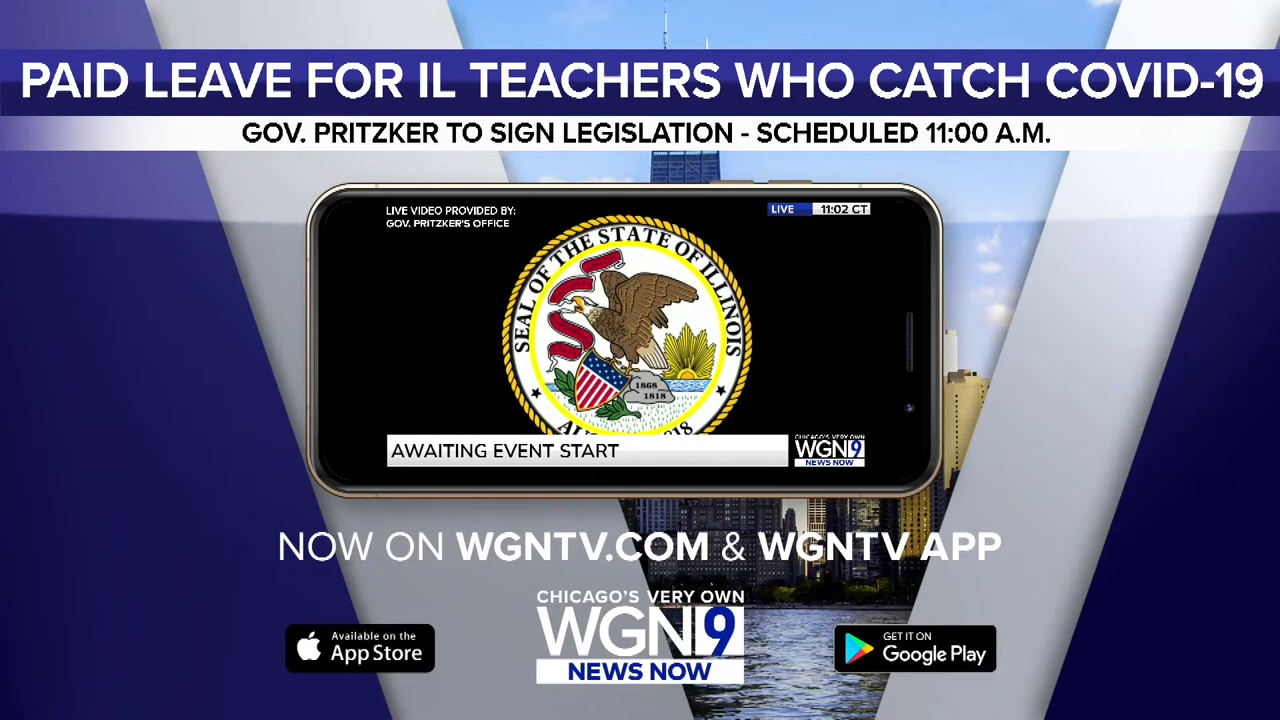 PAID LEAVE FOR IL TEACHERS WHO CATCH COVID-19
GOV. PRITZKER TO SIGN LEGISLATION - SCHEDULED 11:00 A.M.
LIVE VIDEO PROVIDED BY:
GOV. PRITZKER'S OFFICE
LIVE 11:02 CT
SEAL OF THE STATE OF ILLINOIS
1868
1818
AWAITING EVENT START
CHICAGO'S VERY OWN
WGN9
NEWS NOW
NOW ON WGNTV.COM & WGNTV APP
CHICAGO'S VERY OWN
WGN9
NEWS NOW
Available on the
App Store
GET IT ON
Google Play